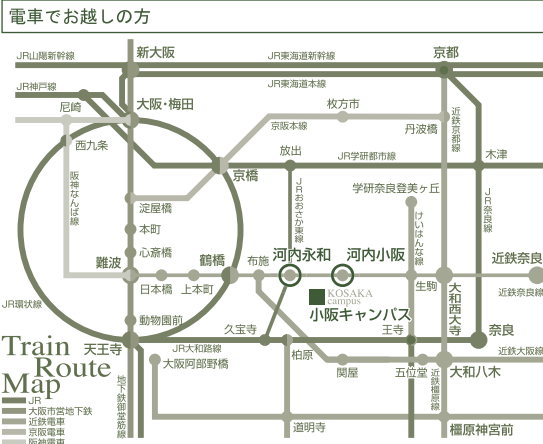 電車でお越しの方
新大阪
京都
JR山陽新幹線
JR東海道新幹線
JR東海道本線
JR神戸線
尼崎
大阪・梅田
枚方市
京阪本線
丹波橋
近鉄京都線
西九条
放出
JR学研都市線
木津
京橋
阪神なんば線
学研奈良登美ヶ丘
JRおおさか東線
けいはんな線
JR奈良線
淀屋橋
本町
心斎橋
難波
鶴橋
布施
河内永和
河内小阪
近鉄奈良
日本橋
上本町
生駒
大和西大寺
近鉄奈良線
KOSAKA
campus
小阪キャンパス
JR環状線
動物園前
久宝寺
王寺
奈良
天王寺
JR大和路線
柏原
近鉄大阪線
大阪阿部野橋
関屋
五位堂
大和八木
近鉄橿原線
地下鉄御堂筋線
道明寺
橿原神宮前
Train
Route
Map
JR
大阪市営地下鉄
近鉄電車
京阪電車
阪神電車